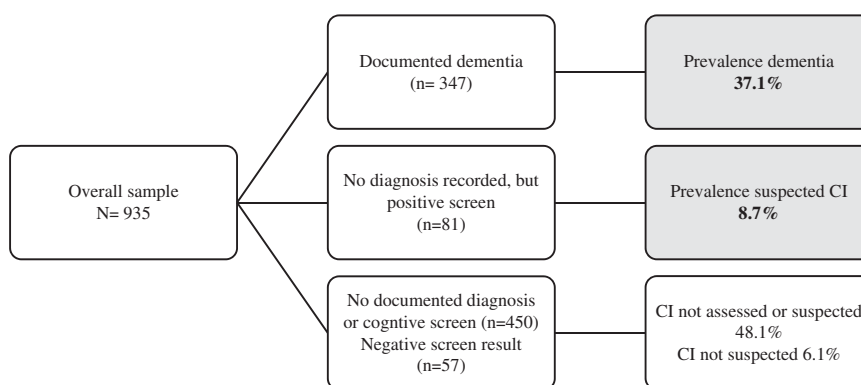 Overall sample
N= 935
Documented dementia
(n= 347)
Prevalence dementia
37.1%
No diagnosis recorded, but
positive screen
(n=81)
Prevalence suspected CI
8.7%
No documented diagnosis
or cogntive screen (n=450)
Negative screen result
(n=57)
CI not assessed or suspected
48.1%
CI not suspected 6.1%